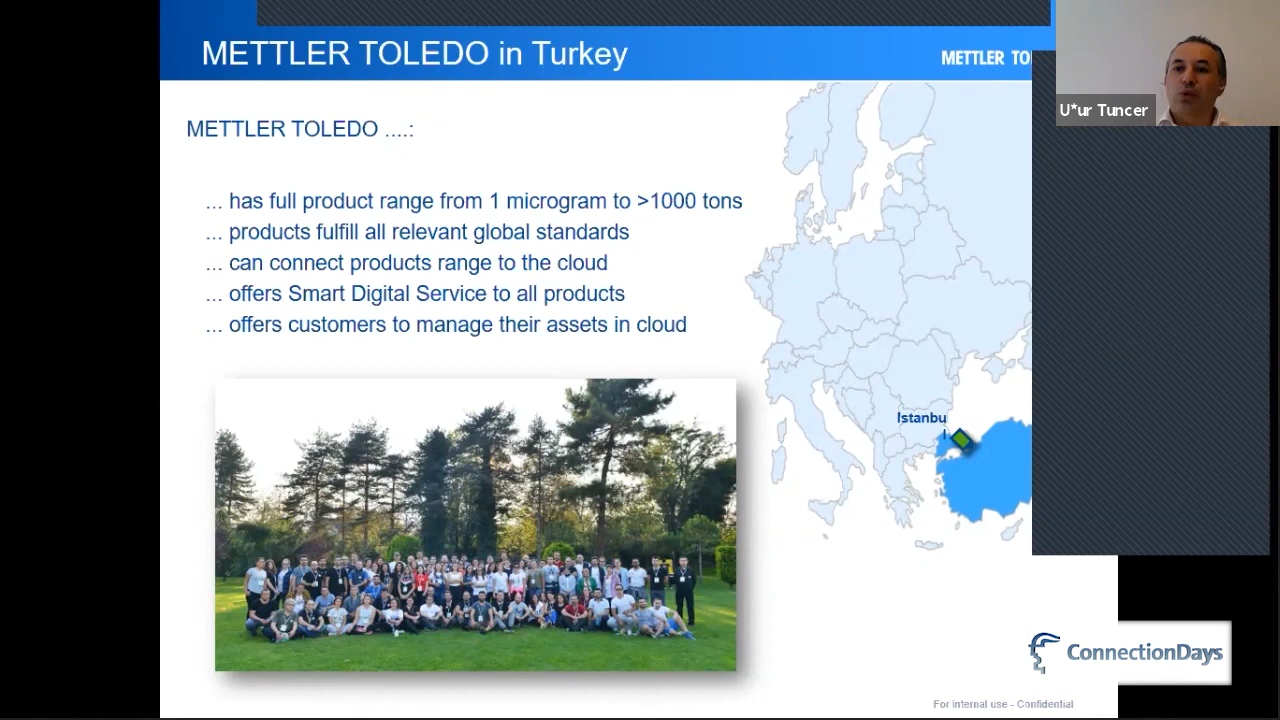 METTLER TOLEDO in Turkey
METTLER TO
U*ur Tuncer
METTLER TOLEDO ....:
... has full product range from 1 microgram to >1000 tons
... products fulfill all relevant global standards
... can connect products range to the cloud
... offers Smart Digital Service to all products
... offers customers to manage their assets in cloud
Istanbu
l
ConnectionDays
For internal use - Confidential